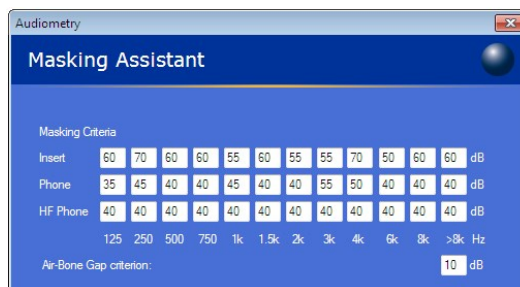 Audiometry
Masking Assistant
Masking Criteria
Insert 60 70 60 60 55 60 55 55 70 50 60 60 dB
Phone 35 45 40 40 45 40 40 55 50 40 40 40 dB
HF Phone 40 40 40 40 40 40 40 40 40 40 40 40 dB
125 250 500 750 1k 1.5k 2k 3k 4k 6k 8k >8k Hz
Air-Bone Gap criterion: 10 dB